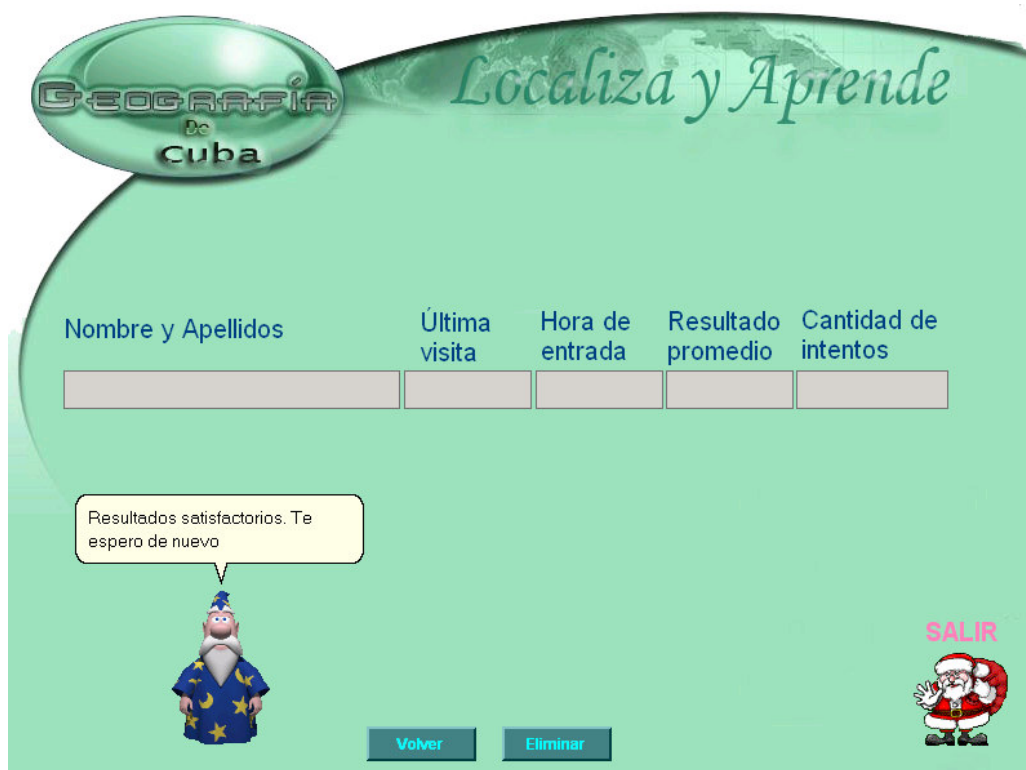 Geografía
De
Cuba
Localiza y Aprende
Nombre y Apellidos
Última
visita
Hora de
entrada
Resultado
promedio
Cantidad de
intentos
Resultados satisfactorios. Te
espero de nuevo
SALIR
Volver
Eliminar